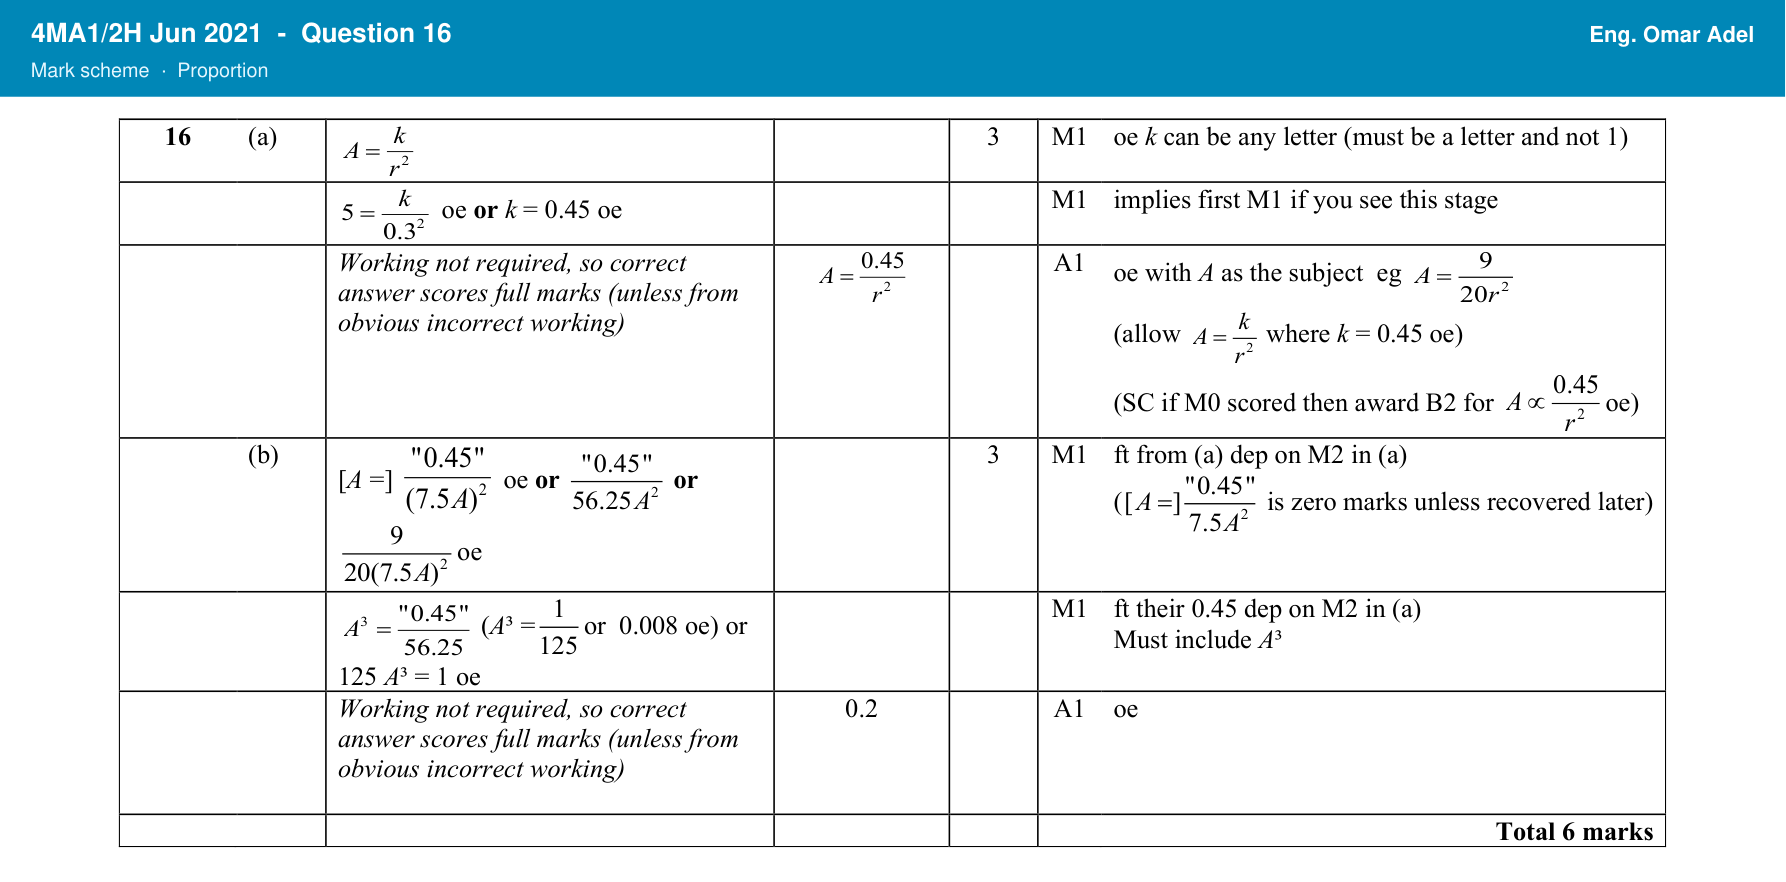 4MA1/2H Jun 2021 - Question 16
Eng. Omar Adel
Mark scheme · Proportion
16 (a) A = k/r² 3 M1 oe k can be any letter (must be a letter and not 1)
5 = k/0.3² oe or k = 0.45 oe M1 implies first M1 if you see this stage
Working not required, so correct
answer scores full marks (unless from
obvious incorrect working)
A = 0.45/r²
A1 oe with A as the subject eg A = 9/20r²
(allow A = k/r² where k = 0.45 oe)
(SC if M0 scored then award B2 for A ∝ 0.45/r² oe)
(b) [A =] "0.45"/(7.5A)² oe or "0.45"/56.25A² or
9/20(7.5A)² oe
3 M1 ft from (a) dep on M2 in (a)
([A =] "0.45"/7.5A² is zero marks unless recovered later)
A³ = "0.45"/56.25 (A³ = 1/125 or 0.008 oe) or
125 A³ = 1 oe
M1 ft their 0.45 dep on M2 in (a)
Must include A³
Working not required, so correct
answer scores full marks (unless from
obvious incorrect working)
0.2 A1 oe
Total 6 marks